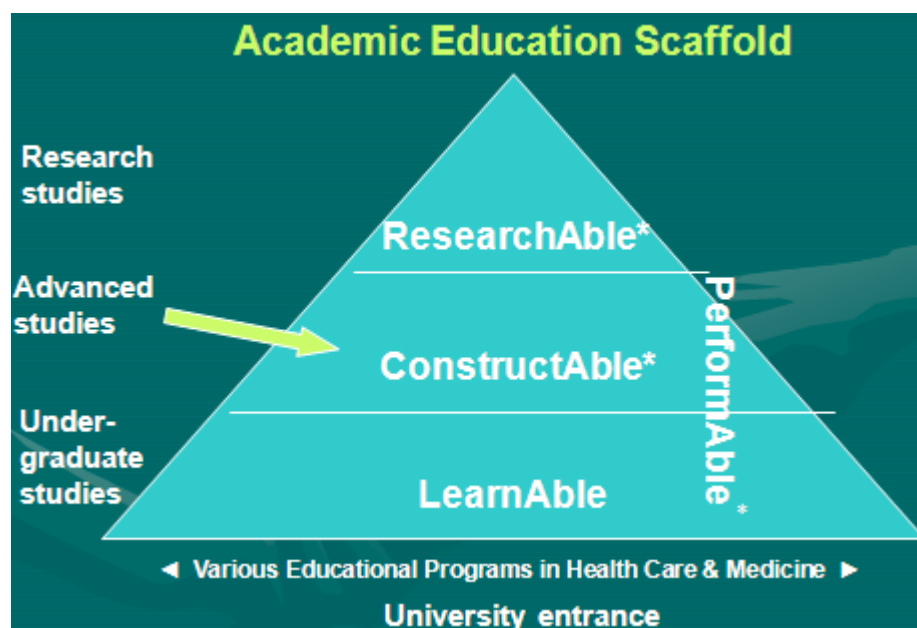 Academic Education Scaffold
Research
studies
ResearchAble*
Advanced
studies
ConstructAble*
PerformAble*
Under-
graduate
studies
LearnAble
◄ Various Educational Programs in Health Care & Medicine ►
University entrance